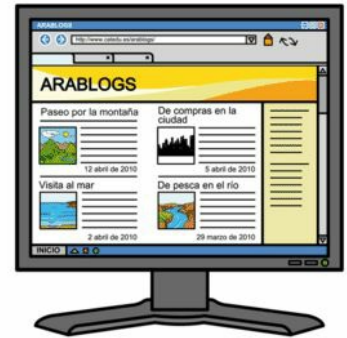 ARABLOGS
http://www.catedu.es/arablogs/
ARABLOGS
Paseo por la montaña
12 abril de 2010
De compras en la
ciudad
5 abril de 2010
Visita al mar
2 abril de 2010
De pesca en el río
29 marzo de 2010
INICIO